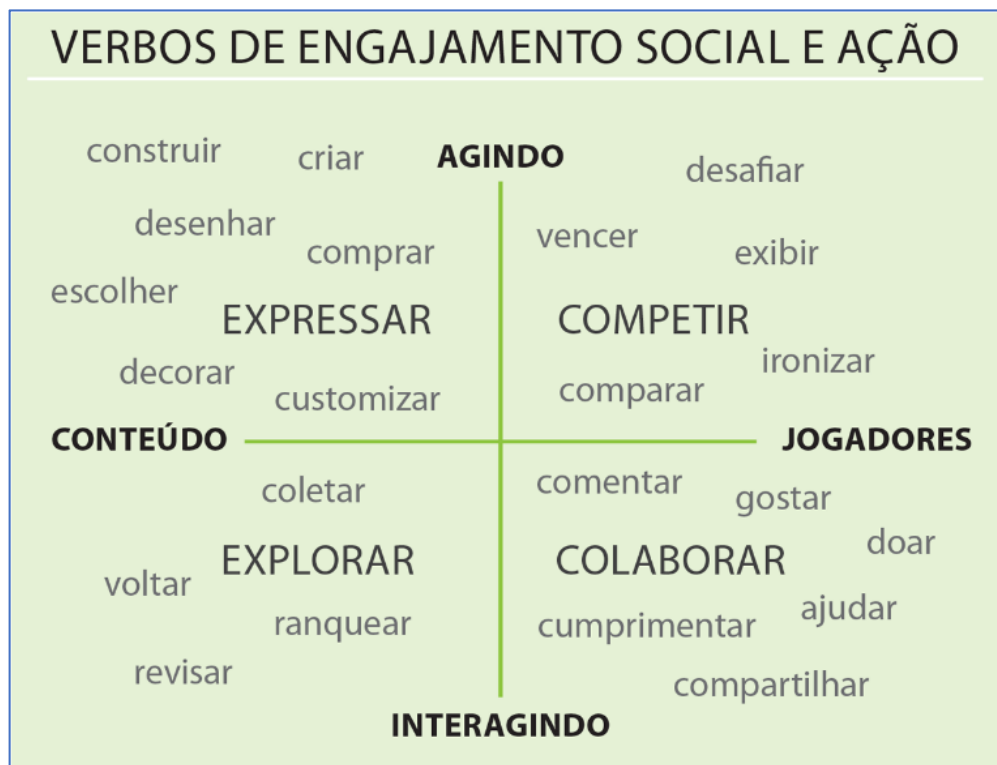 VERBOS DE ENGAJAMENTO SOCIAL E AÇÃO
construir
criar
AGINDO
desafiar
desenhar
comprar
vencer
exibir
escolher
EXPRESSAR
COMPETIR
decorar
customizar
comparar
ironizar
CONTEÚDO
JOGADORES
coletar
comentar
gostar
doar
EXPLORAR
COLABORAR
voltar
ranquear
cumprimentar
ajudar
revisar
compartilhar
INTERAGINDO